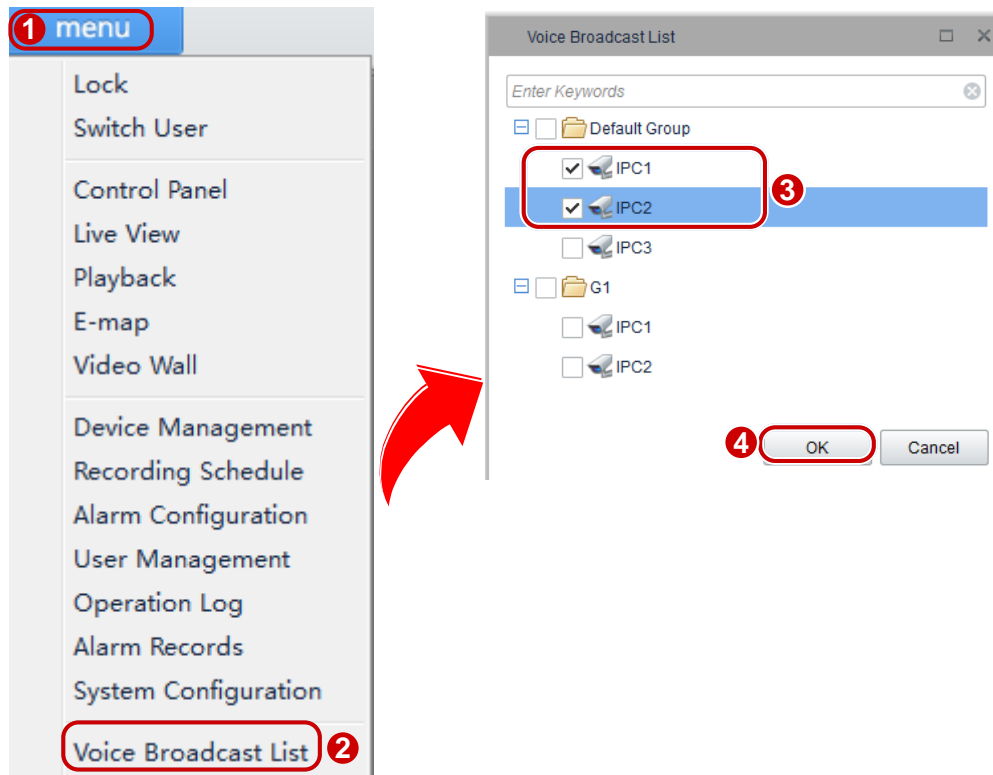 1 menu
Lock
Switch User
Control Panel
Live View
Playback
E-map
Video Wall
Device Management
Recording Schedule
Alarm Configuration
User Management
Operation Log
Alarm Records
System Configuration
Voice Broadcast List 2
Voice Broadcast List
Enter Keywords
Default Group
IPC1
3
IPC2
IPC3
G1
IPC1
IPC2
4 OK Cancel